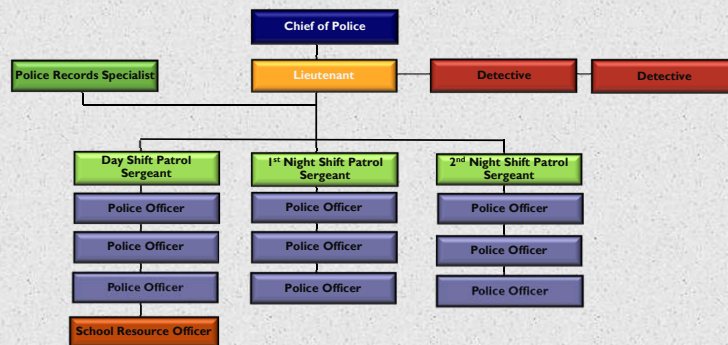 Chief of Police
Police Records Specialist
Lieutenant
Detective
Detective
Day Shift Patrol
Sergeant
1st Night Shift Patrol
Sergeant
2nd Night Shift Patrol
Sergeant
Police Officer
Police Officer
Police Officer
Police Officer
Police Officer
Police Officer
Police Officer
Police Officer
Police Officer
School Resource Officer